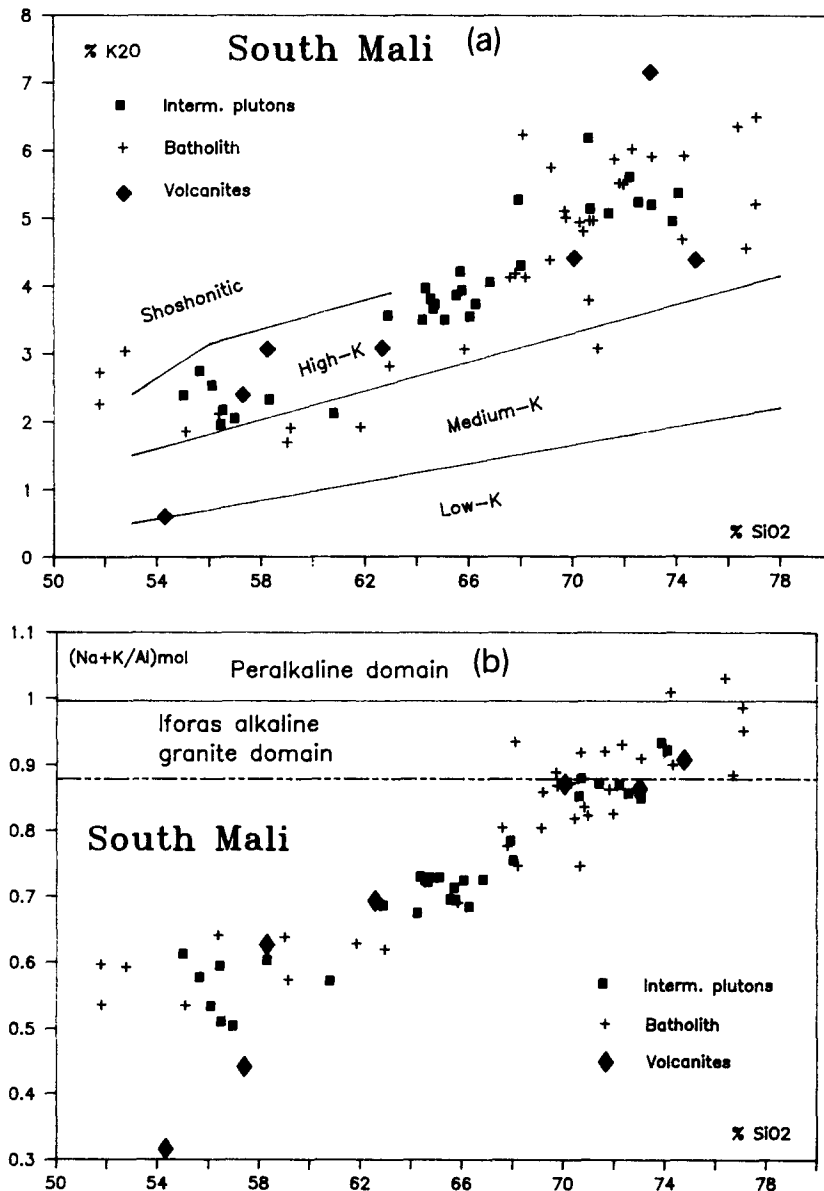 8
% K2O
South Mali (a)
7
Interm. plutons
6
Batholith
Volcanites
5
4
Shoshonitic
3
High-K
2
Medium-K
1
Low-K
% SiO2
0
50 54 58 62 66 70 74 78
1.1
(Na+K/Al)mol
Peralkaline domain (b)
1
Iforas alkaline
granite domain
0.9
South Mali
0.8
0.7
0.6
Interm. plutons
Batholith
0.5
Volcanites
0.4
% SiO2
0.3
50 54 58 62 66 70 74 78